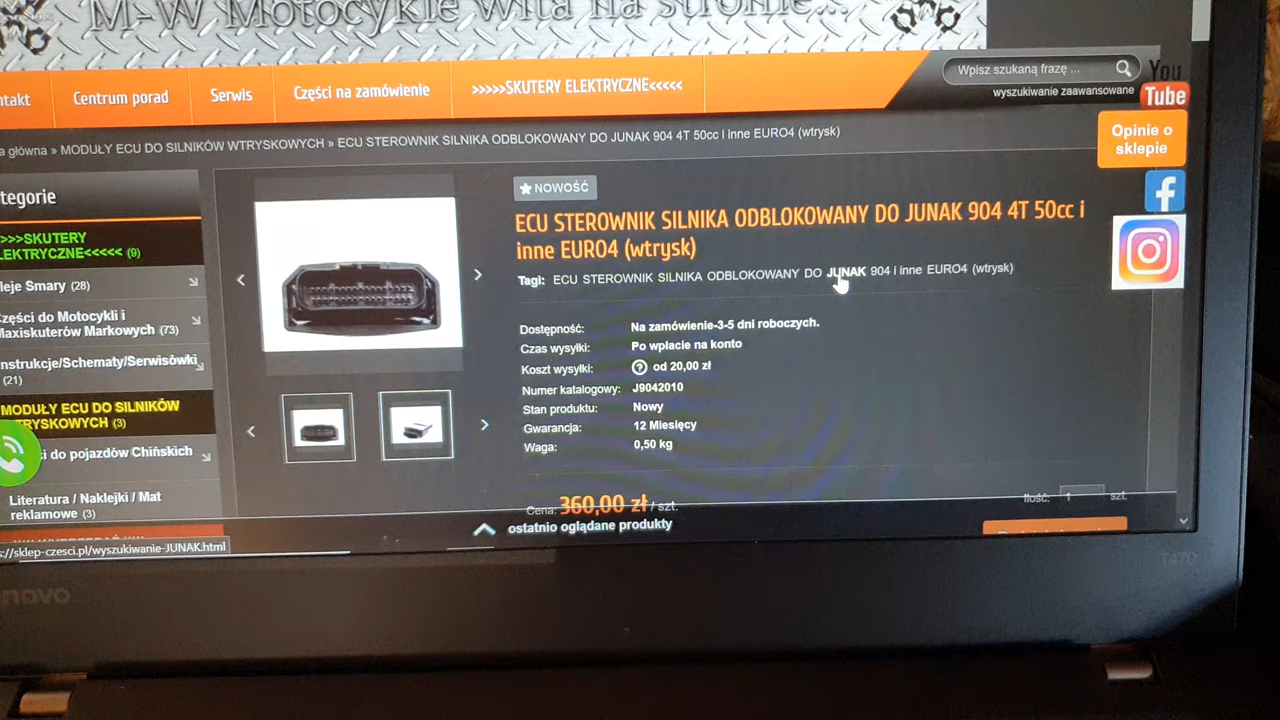 M-W Motocykle wita na stronie...
ntakt
Centrum porad
Serwis
Części na zamówienie
>>>>>SKUTERY ELEKTRYCZNE<<<<<
Wpisz szukaną frazę ...
wyszukiwanie zaawansowane
You
Tube
Opinie o
sklepie
a główna » MODUŁY ECU DO SILNIKÓW WTRYSKOWYCH » ECU STEROWNIK SILNIKA ODBLOKOWANY DO JUNAK 904 4T 50cc i inne EURO4 (wtrysk)
tegorie
>>>SKUTERY
LEKTRYCZNE<<<<< (9)
leje Smary (28)
zęści do Motocykli i
Maxiskuterów Markowych (73)
nstrukcje/Schematy/Serwisówki
(21)
MODUŁY ECU DO SILNIKÓW
TRYSKOWYCH (3)
ci do pojazdów Chińskich
Literatura / Naklejki / Mat
reklamowe (3)
NOWOŚĆ
ECU STEROWNIK SILNIKA ODBLOKOWANY DO JUNAK 904 4T 50cc i
inne EURO4 (wtrysk)
Tagi: ECU STEROWNIK SILNIKA ODBLOKOWANY DO JUNAK 904 i inne EURO4 (wtrysk)
Dostępność: Na zamówienie-3-5 dni roboczych.
Czas wysyłki: Po wpłacie na konto
Koszt wysyłki: ? od 20,00 zł
Numer katalogowy: J9042010
Stan produktu: Nowy
Gwarancja: 12 Miesięcy
Waga: 0,50 kg
Cena: 360,00 zł / szt.
Ilość: 1 szt.
ostatnio oglądane produkty
s://sklep-czesci.pl/wyszukiwanie-JUNAK.html
novo
T470